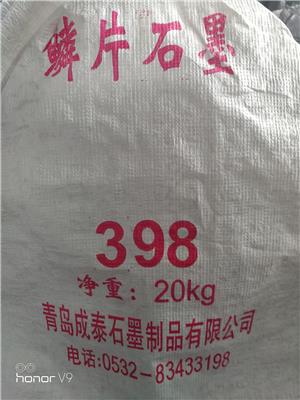 鳞片石墨
398
净重：20kg
青岛成泰石墨制品有限公司
电话:0532-83433198
honor V9